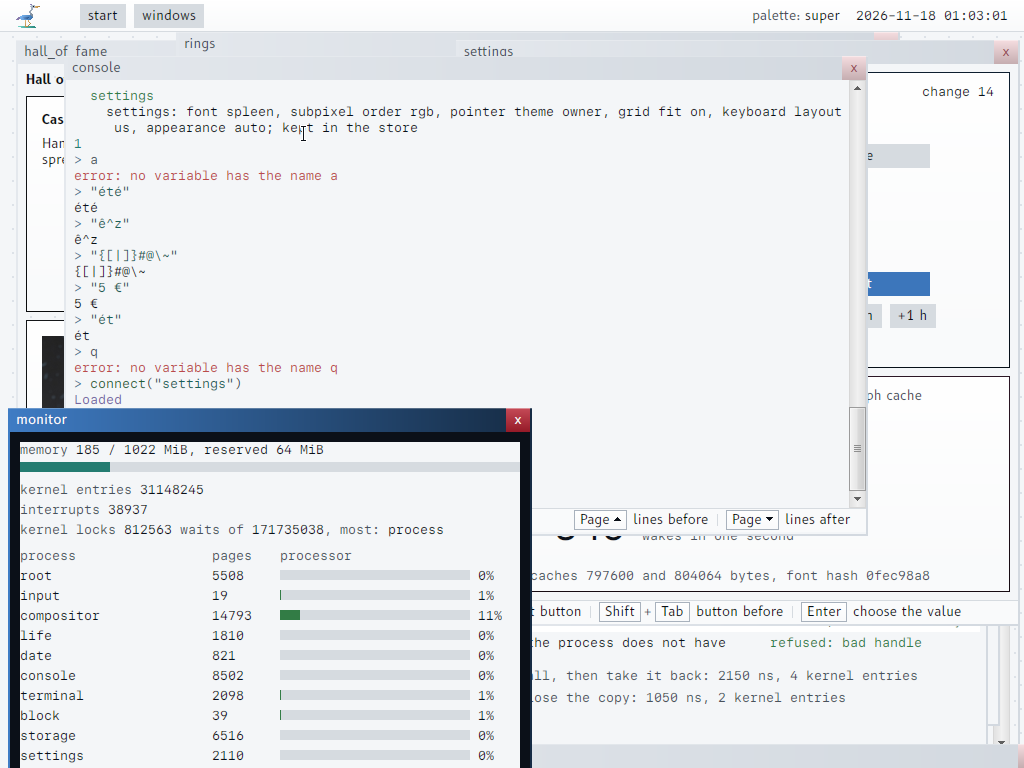 start windows palette: super 2026-11-18 01:03:01
hall_of_fame rings settings x
console x
Hall o
Cas
Han
spre
settings
settings: font spleen, subpixel order rgb, pointer theme owner, grid fit on, keyboard layout
us, appearance auto; kept in the store
1
> a
error: no variable has the name a
> "été"
été
> "ê^z"
ê^z
> "{[|]}#@\~"
{[|]}#@\~
> "5 €"
5 €
> "ét"
ét
> q
error: no variable has the name q
> connect("settings")
Loaded
Page lines before Page lines after
change 14
e
t
n +1 h
ph cache
wakes in one second
caches 797600 and 804064 bytes, font hash 0fec98a8
t button Shift + Tab button before Enter choose the value
the process does not have refused: bad handle
all, then take it back: 2150 ns, 4 kernel entries
lose the copy: 1050 ns, 2 kernel entries
monitor x
memory 185 / 1022 MiB, reserved 64 MiB
kernel entries 31148245
interrupts 38937
kernel locks 812563 waits of 171735038, most: process
process pages processor
root 5508 0%
input 19 1%
compositor 14793 11%
life 1810 0%
date 821 0%
console 8502 0%
terminal 2098 1%
block 39 1%
storage 6516 0%
settings 2110 0%